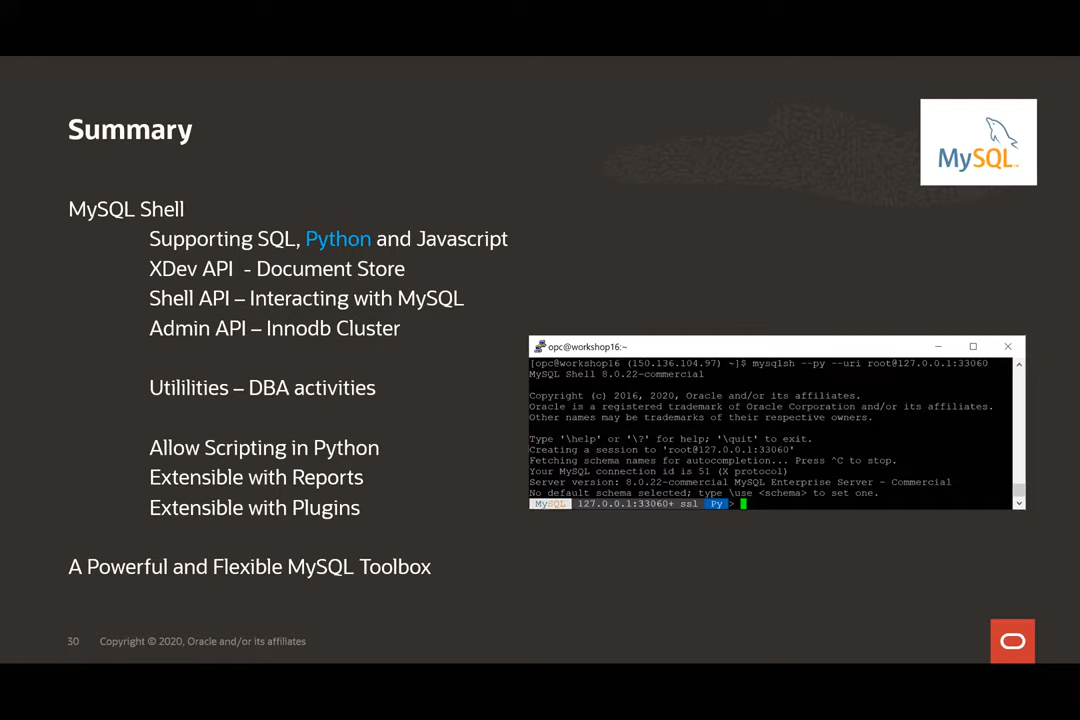 Summary
MySQL™
MySQL Shell
Supporting SQL, Python and Javascript
XDev API - Document Store
Shell API – Interacting with MySQL
Admin API – Innodb Cluster
Utililities – DBA activities
Allow Scripting in Python
Extensible with Reports
Extensible with Plugins
A Powerful and Flexible MySQL Toolbox
opc@workshop16:~
[opc@workshop16 (150.136.104.97) ~]$ mysqlsh --py --uri root@127.0.0.1:33060
MySQL Shell 8.0.22-commercial
Copyright (c) 2016, 2020, Oracle and/or its affiliates.
Oracle is a registered trademark of Oracle Corporation and/or its affiliates.
Other names may be trademarks of their respective owners.
Type '\help' or '\?' for help; '\quit' to exit.
Creating a session to 'root@127.0.0.1:33060'
Fetching schema names for autocompletion... Press ^C to stop.
Your MySQL connection id is 51 (X protocol)
Server version: 8.0.22-commercial MySQL Enterprise Server - Commercial
No default schema selected; type \use <schema> to set one.
MySQL 127.0.0.1:33060+ ssl Py >
30 Copyright © 2020, Oracle and/or its affiliates